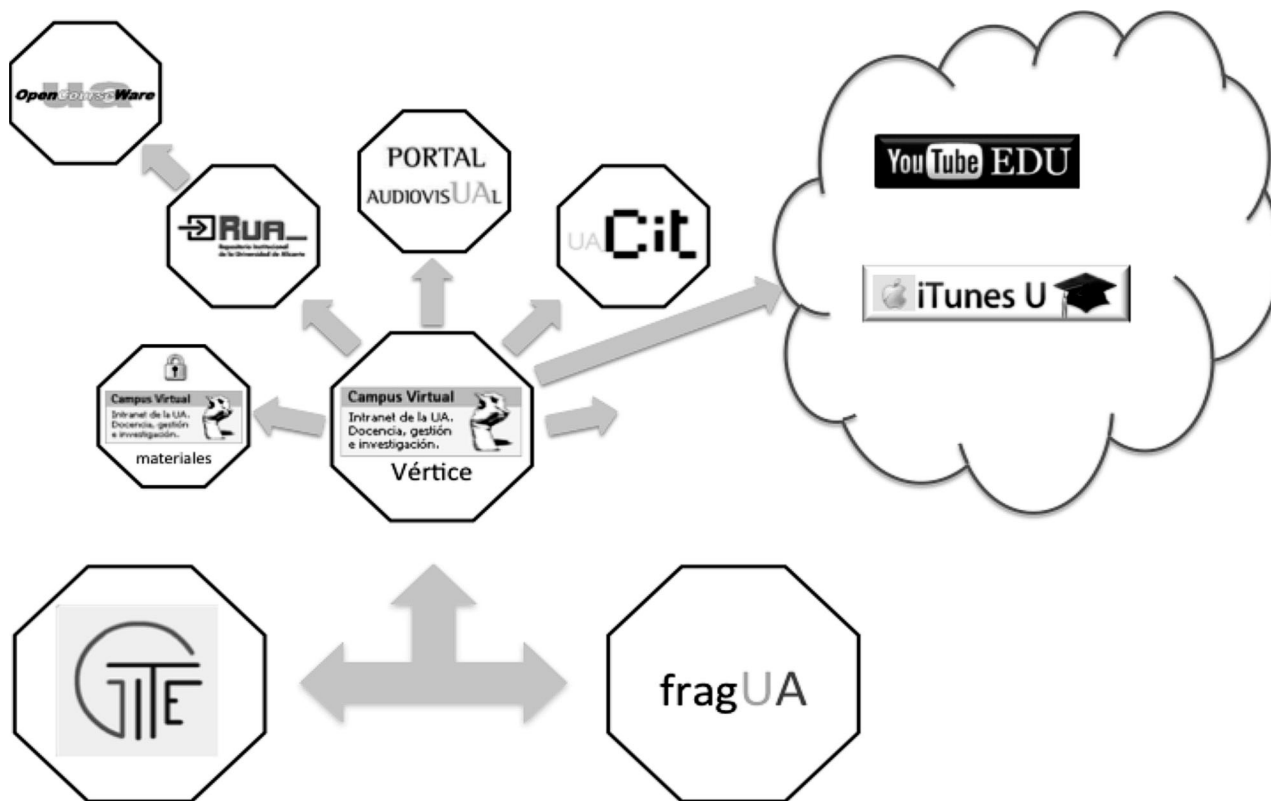 ua
OpenCourseWare
PORTAL
AUDIOVISUAL
RUA_
Repositorio Institucional
de la Universidad de Alicante
UACit
YouTube EDU
iTunes U
Campus Virtual
Intranet de la UA.
Docencia, gestión
e investigación.
materiales
Campus Virtual
Intranet de la UA.
Docencia, gestión
e investigación.
Vértice
GITE
fragUA